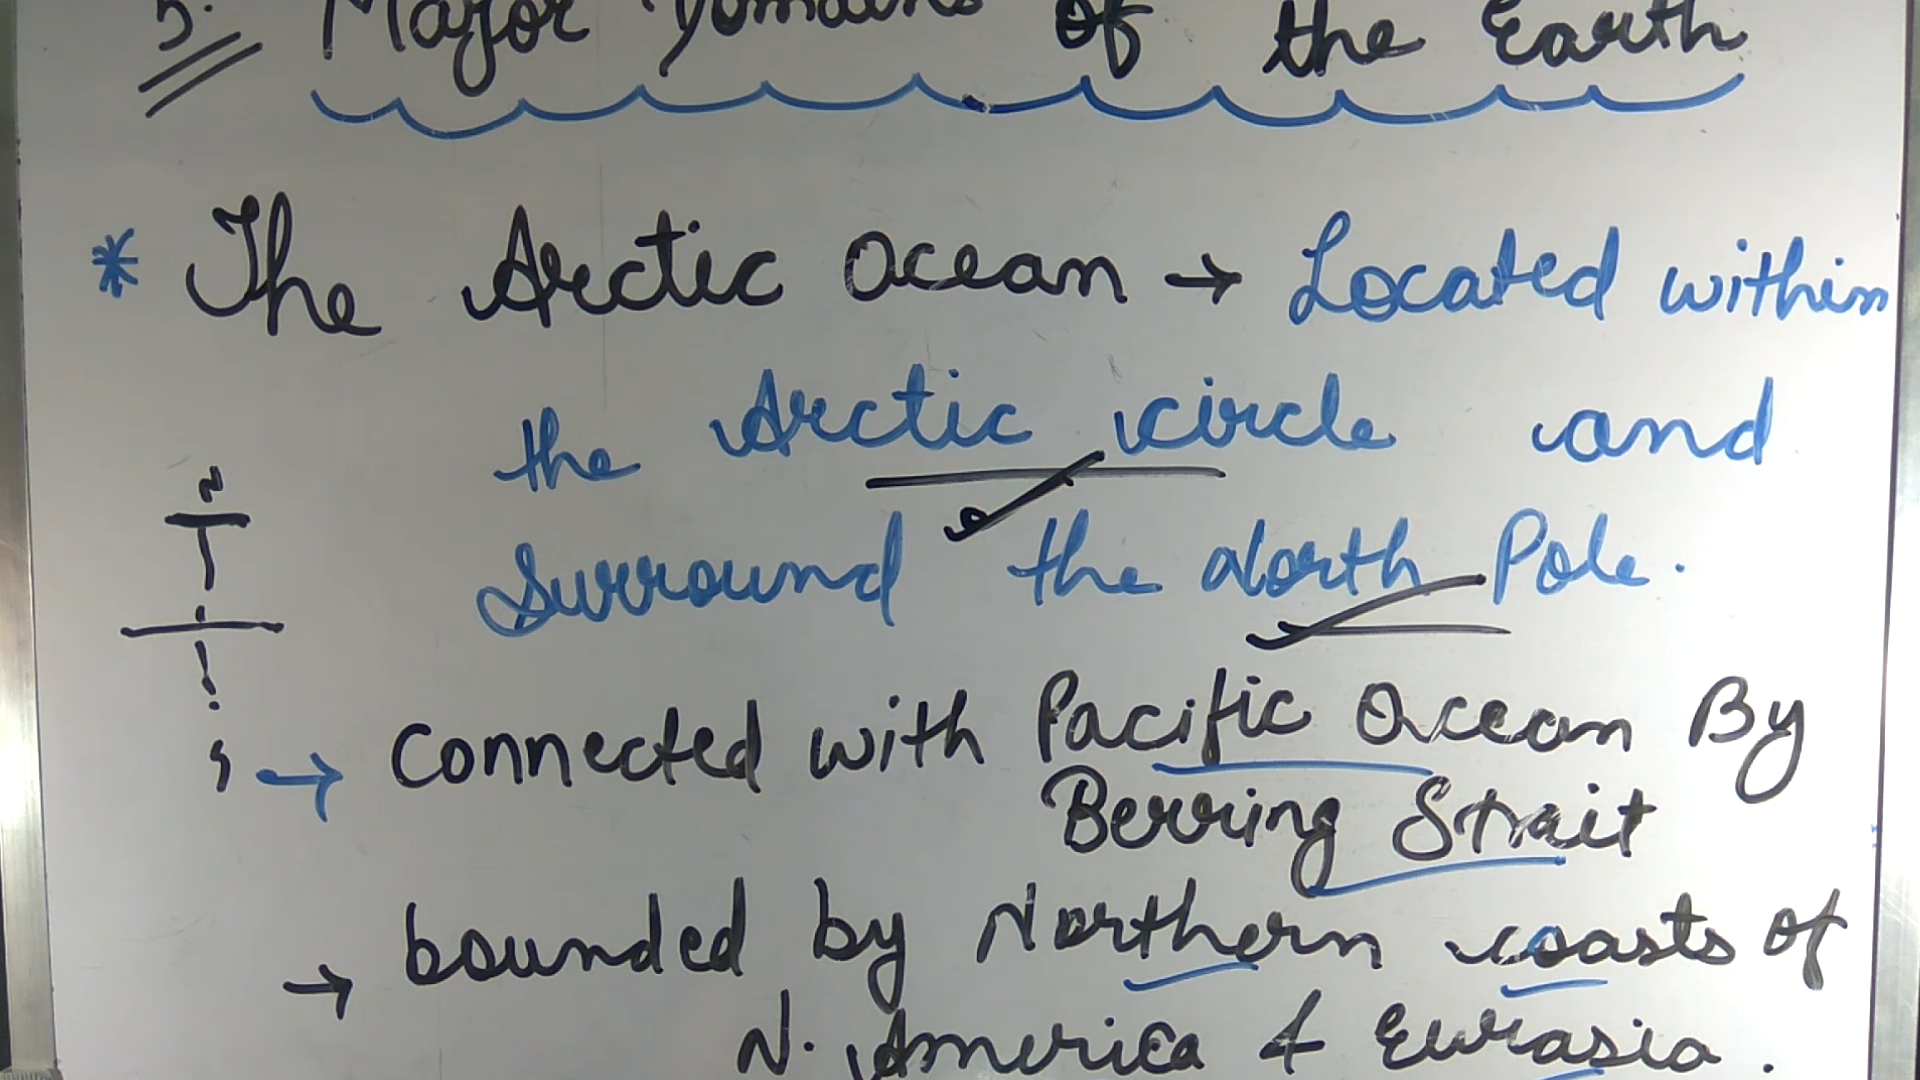 5. Major Domains of the Earth
* The Arctic Ocean → Located within
the Arctic circle and
N
Surround the North Pole.
connected with Pacific Ocean By
S →
Berring Strait
→ bounded by Northern coasts of
N. America & Eurasia.